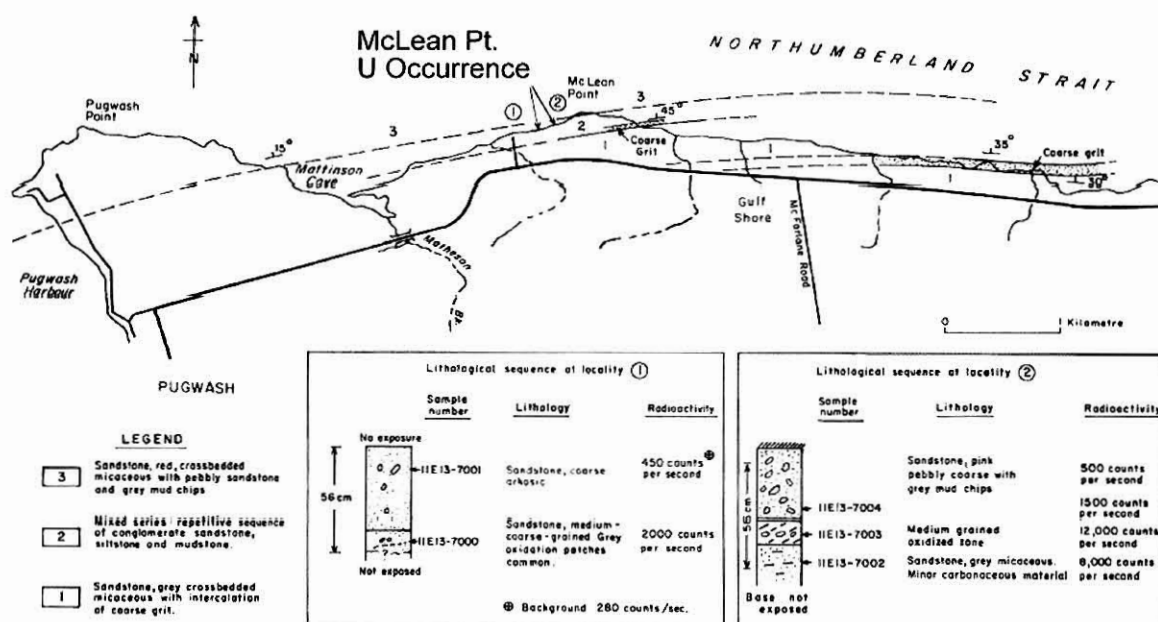 McLean Pt.
U Occurrence
NORTHUMBERLAND STRAIT
N
McLean
Point
Pugwash
Point
1
2
3
45°
3
2
15°
Coarse
Grit
1
1
35°
Coarse grit
Mattinson
Cove
1
30°
Gulf
Shore
Mc Farlane Road
Matheson
Bk.
Pugwash
Harbour
0 1 Kilometre
PUGWASH
LEGEND
3 Sandstone, red, crossbedded
micaceous with pebbly sandstone
and grey mud chips
2 Mixed series: repetitive sequence
of conglomerate sandstone,
siltstone and mudstone.
1 Sandstone, grey crossbedded
micaceous with intercalation
of coarse grit.
Lithological sequence at locality 1
Sample
number
Lithology
Radioactivity
No exposure
56 cm
11E13-7001
Sandstone, coarse
arkosic
450 counts ⊕
per second
11E13-7000
Sandstone, medium-
coarse-grained Grey
oxidation patches
common.
2000 counts
per second
?
Not exposed
⊕ Background 280 counts/sec.
Lithological sequence at locality 2
Sample
number
Lithology
Radioactivity
56 cm
Sandstone, pink
pebbly coarse with
grey mud chips
500 counts
per second
11E13-7004
1500 counts
per second
11E13-7003
Medium grained
oxidized zone
12,000 counts
per second
11E13-7002
Sandstone, grey micaceous.
Minor carbonaceous material
8,000 counts
per second
Base not
exposed